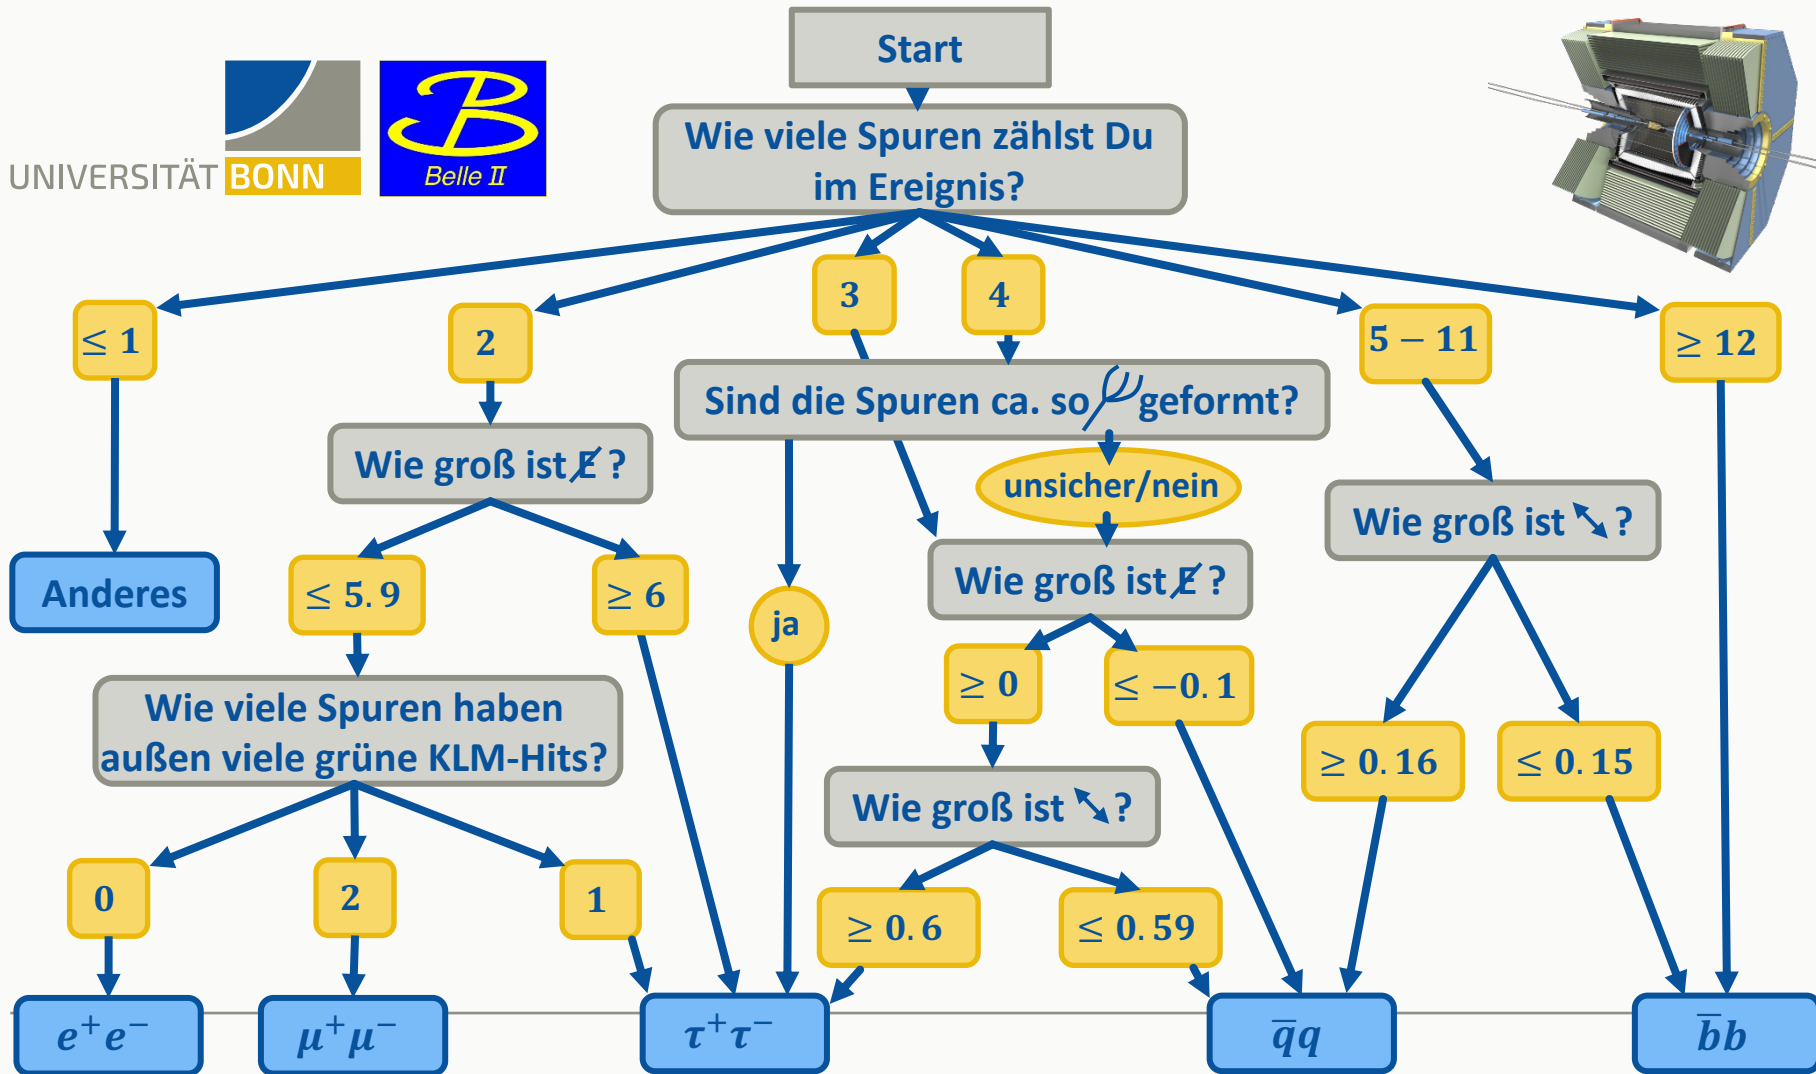 Start
UNIVERSITÄT BONN
Belle II
Wie viele Spuren zählst Du
im Ereignis?
≤ 1
2
3
4
5 − 11
≥ 12
Sind die Spuren ca. so geformt?
Wie groß ist E̸ ?
unsicher/nein
Wie groß ist ⤡ ?
Anderes
≤ 5.9
≥ 6
ja
Wie groß ist E̸ ?
≥ 0
≤ −0.1
Wie viele Spuren haben
außen viele grüne KLM-Hits?
≥ 0.16
≤ 0.15
Wie groß ist ⤡ ?
0
2
1
≥ 0.6
≤ 0.59
e⁺e⁻
μ⁺μ⁻
τ⁺τ⁻
q̅q
b̅b